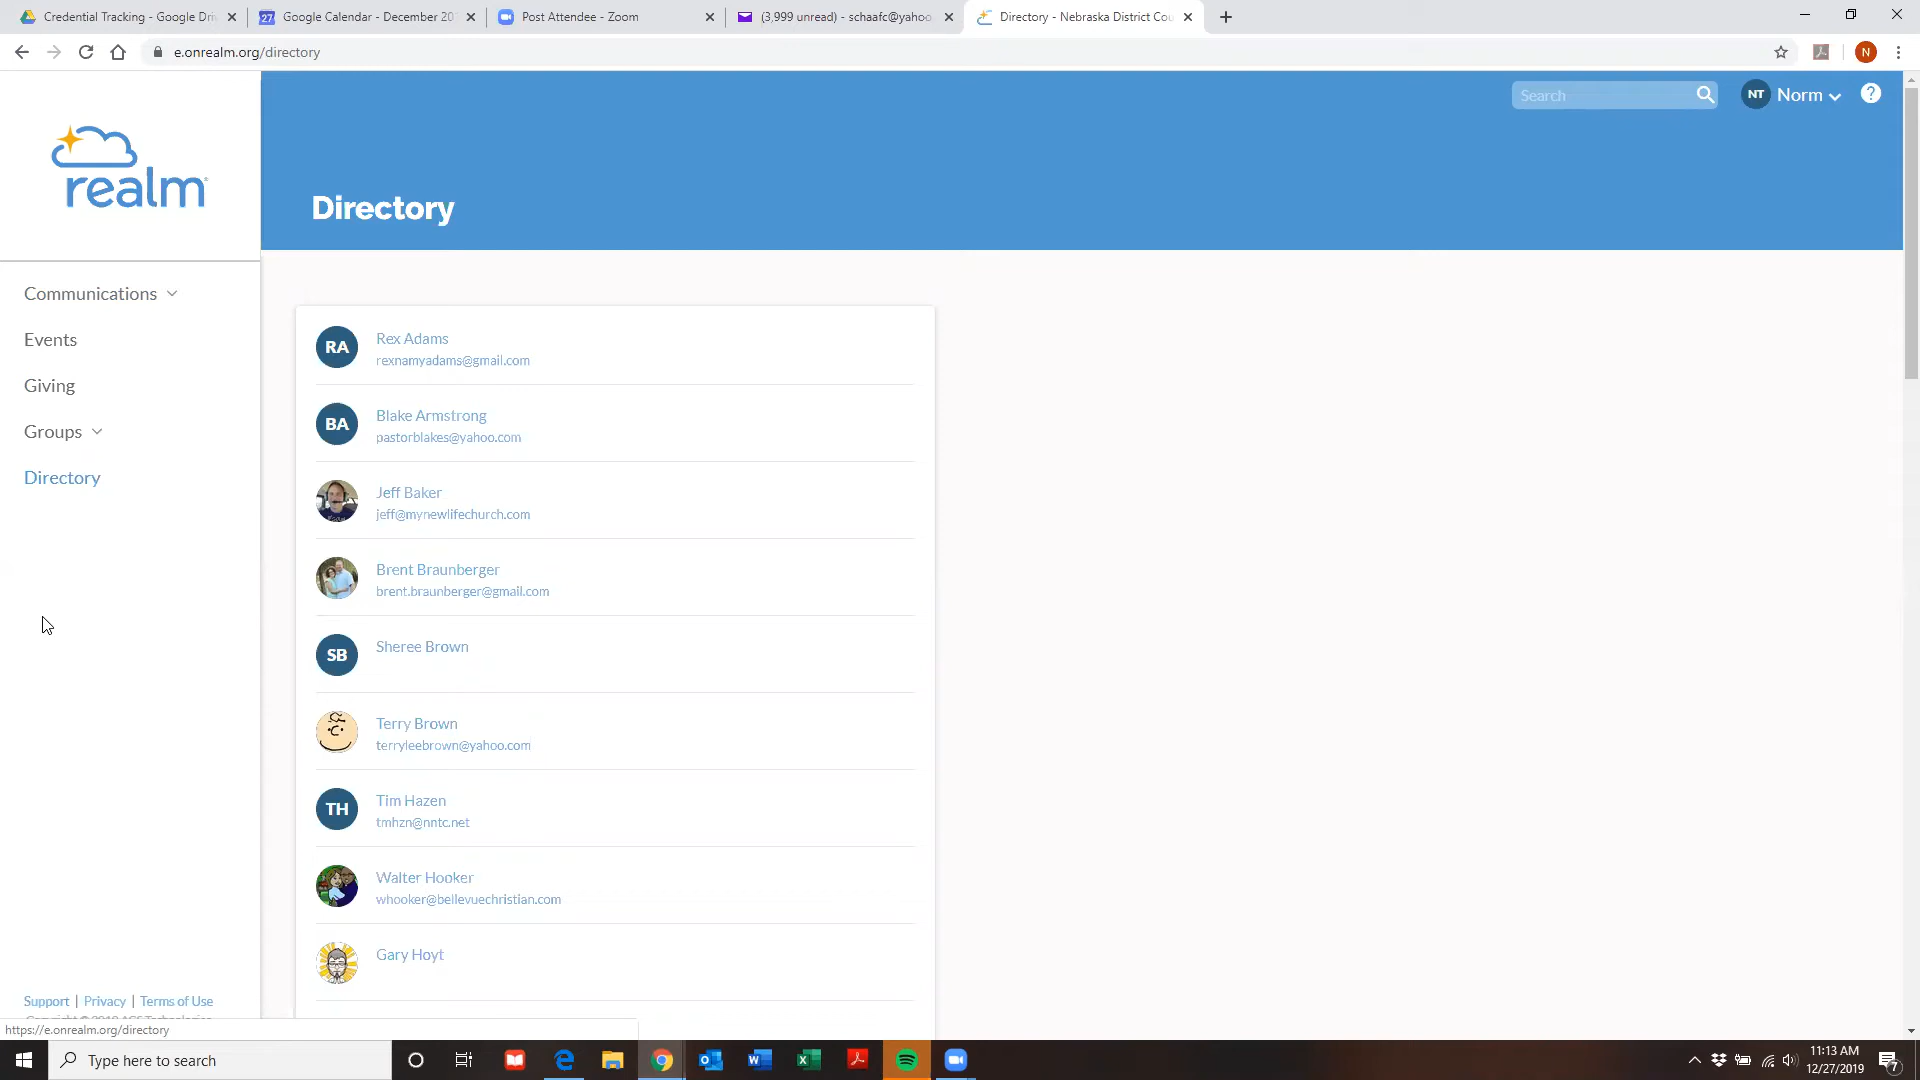 Credential Tracking - Google Dri
Google Calendar - December 20
Post Attendee - Zoom
(3,999 unread) - schaafc@yahoo
Directory - Nebraska District Cou
e.onrealm.org/directory
N
realm
Search
NT
Norm
?
Directory
Communications
Events
Giving
Groups
Directory
RA
Rex Adams
rexnamyadams@gmail.com
BA
Blake Armstrong
pastorblakes@yahoo.com
Jeff Baker
jeff@mynewlifechurch.com
Brent Braunberger
brent.braunberger@gmail.com
SB
Sheree Brown
Terry Brown
terryleebrown@yahoo.com
TH
Tim Hazen
tmhzn@nntc.net
Walter Hooker
whooker@bellevuechristian.com
Gary Hoyt
Support | Privacy | Terms of Use
https://e.onrealm.org/directory
Type here to search
11:13 AM
12/27/2019
7